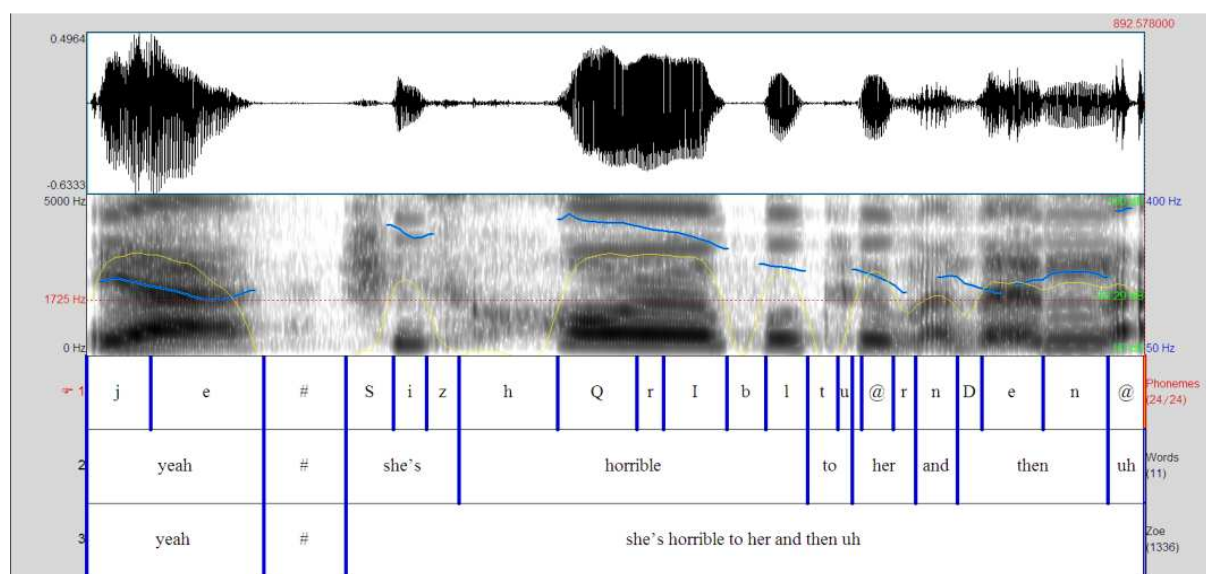 892.578000
0.4964
-0.6333
5000 Hz 400 Hz
1725 Hz
0 Hz 50 Hz
1 j e # S i z h Q r I b l t u @ r n D e n @ Phonemes
(24/24)
2 yeah # she's horrible to her and then uh Words
(11)
3 yeah # she's horrible to her and then uh Zoe
(1336)